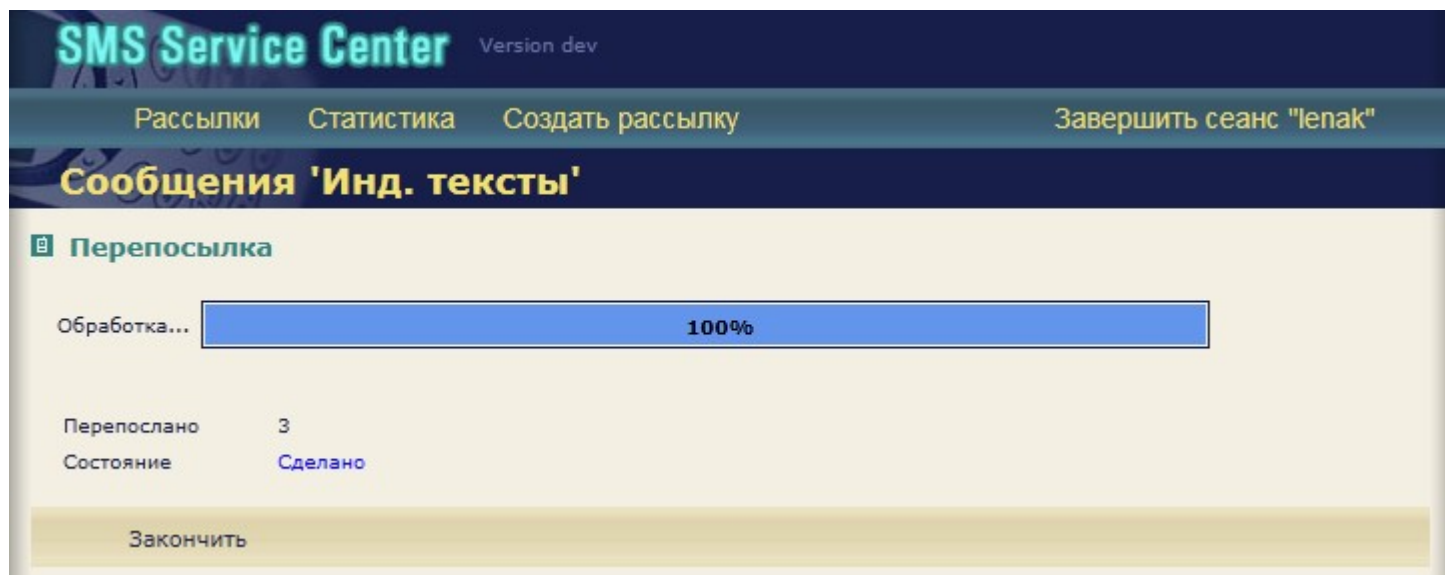 SMS Service Center Version dev
Рассылки Статистика Создать рассылку Завершить сеанс "lenak"
Сообщения 'Инд. тексты'
Перепосылка
Обработка... 100%
Перепослано 3
Состояние Сделано
Закончить